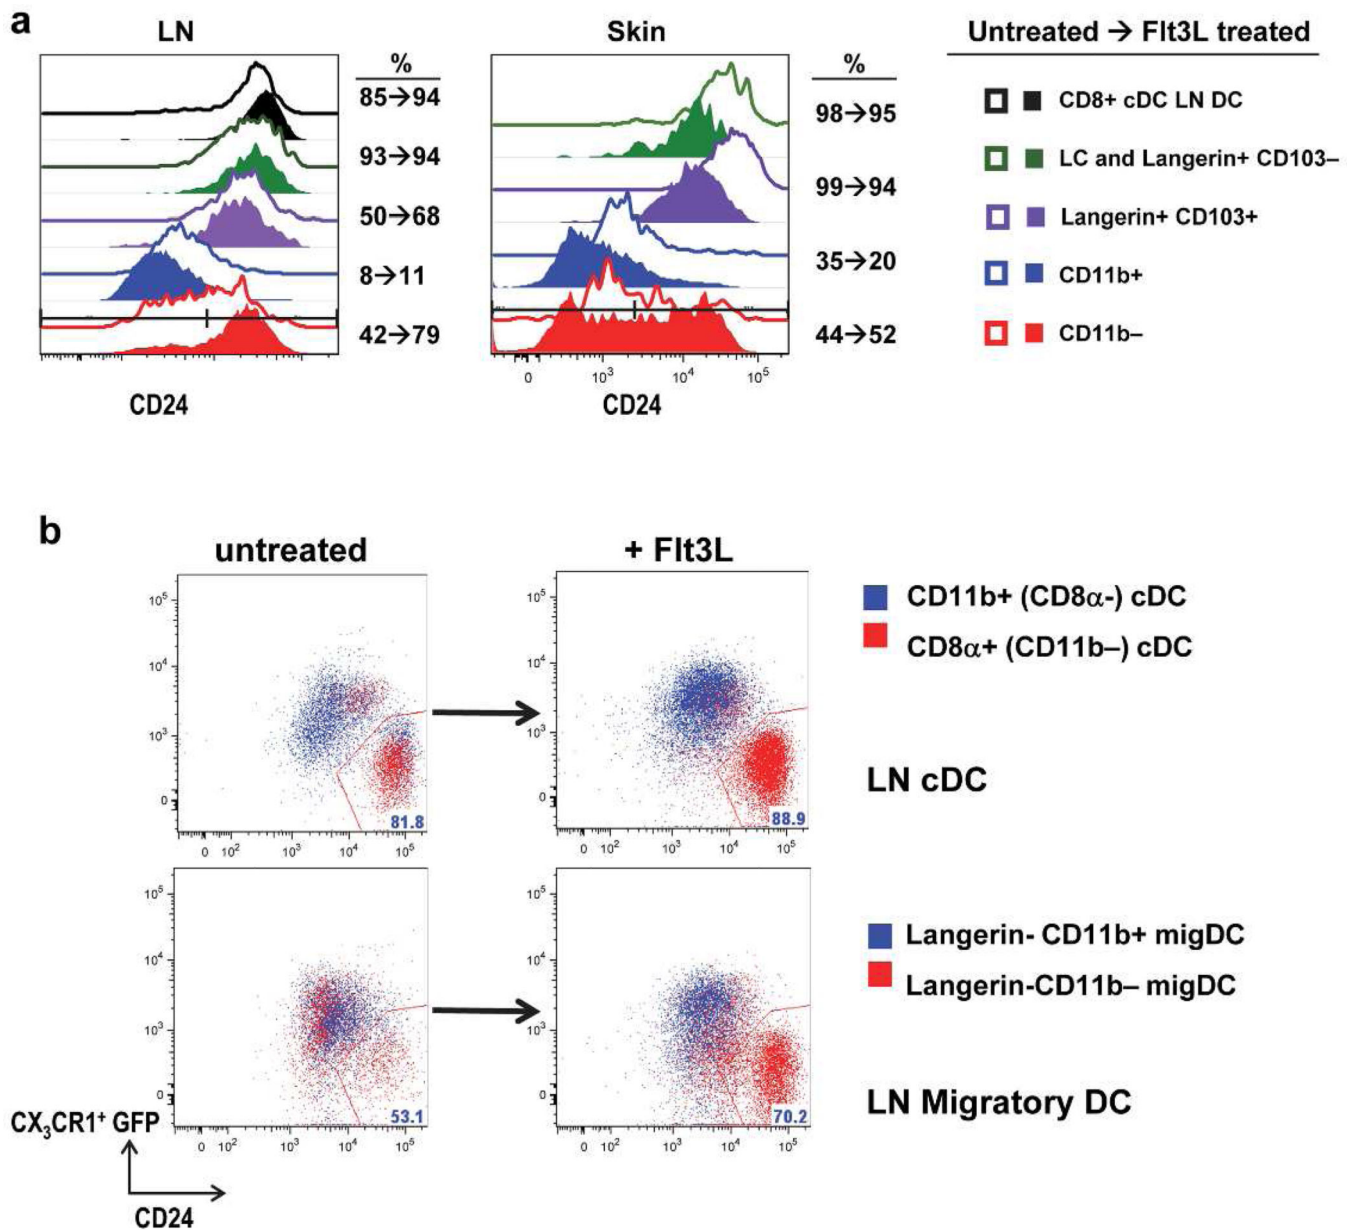 a
LN
Skin
Untreated → Flt3L treated
%
85→94
93→94
50→68
8→11
42→79
CD24
%
98→95
99→94
35→20
44→52
0 10³ 10⁴ 10⁵
CD24
CD8+ cDC LN DC
LC and Langerin+ CD103–
Langerin+ CD103+
CD11b+
CD11b–
b
untreated
+ Flt3L
10⁵
10⁴
10³
0
81.8
0 10² 10³ 10⁴ 10⁵
10⁵
10⁴
10³
0
88.9
0 10² 10³ 10⁴ 10⁵
CD11b+ (CD8α-) cDC
CD8α+ (CD11b–) cDC
LN cDC
10⁵
10⁴
10³
0
53.1
0 10² 10³ 10⁴ 10⁵
10⁵
10⁴
10³
0
70.2
0 10² 10³ 10⁴ 10⁵
Langerin- CD11b+ migDC
Langerin-CD11b– migDC
LN Migratory DC
CX₃CR1⁺ GFP
CD24